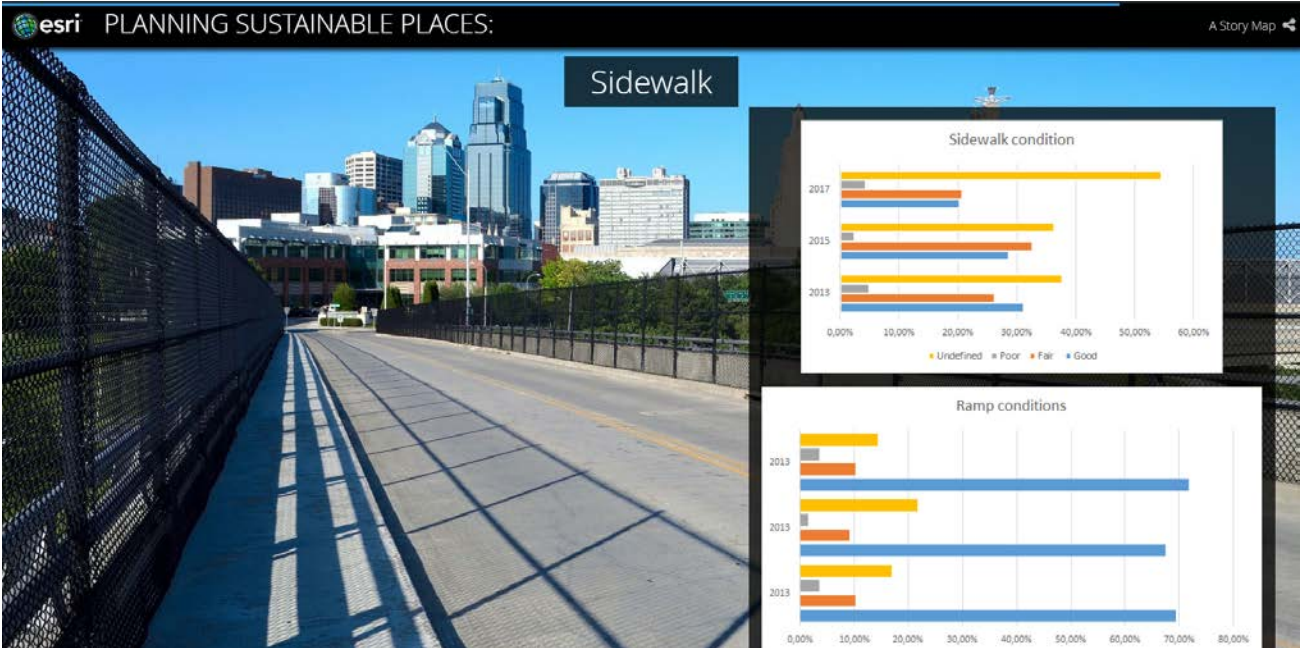 esri PLANNING SUSTAINABLE PLACES:
A Story Map
Sidewalk
Sidewalk condition
2017
2015
2013
0,00% 10,00% 20,00% 30,00% 40,00% 50,00% 60,00%
Undefined Poor Fair Good
Ramp conditions
2013
2013
2013
0,00% 10,00% 20,00% 30,00% 40,00% 50,00% 60,00% 70,00% 80,00%